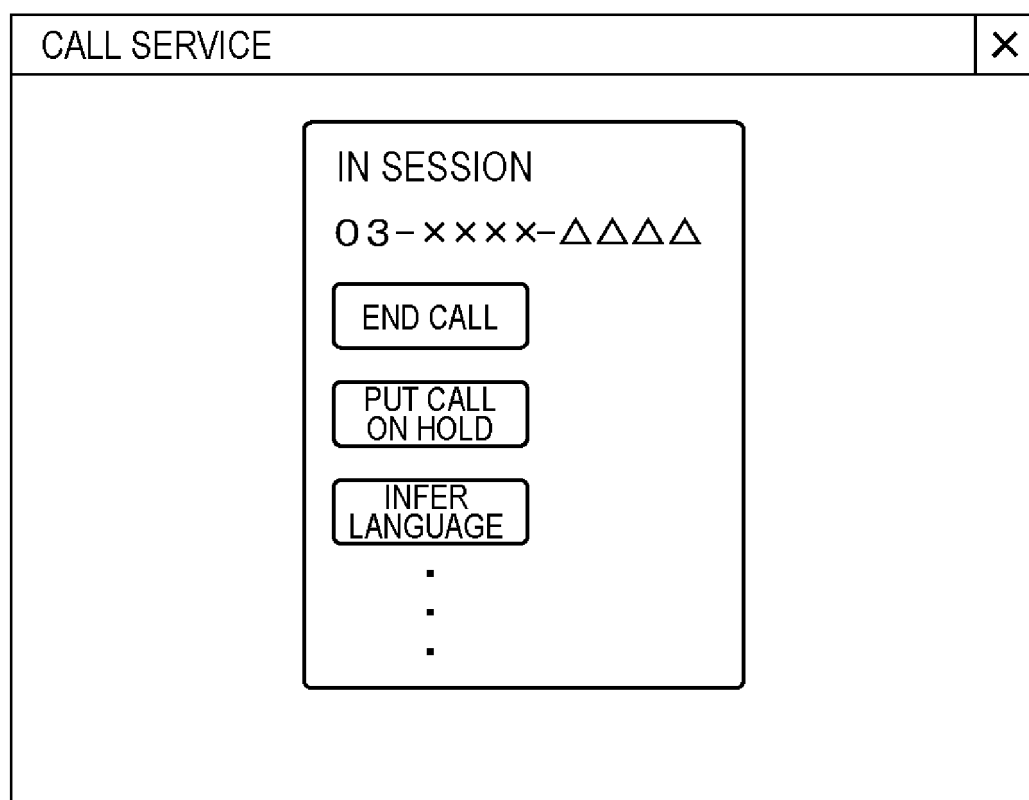 CALL SERVICE ×
IN SESSION
03-××××-△△△△
END CALL
PUT CALL
ON HOLD
INFER
LANGUAGE